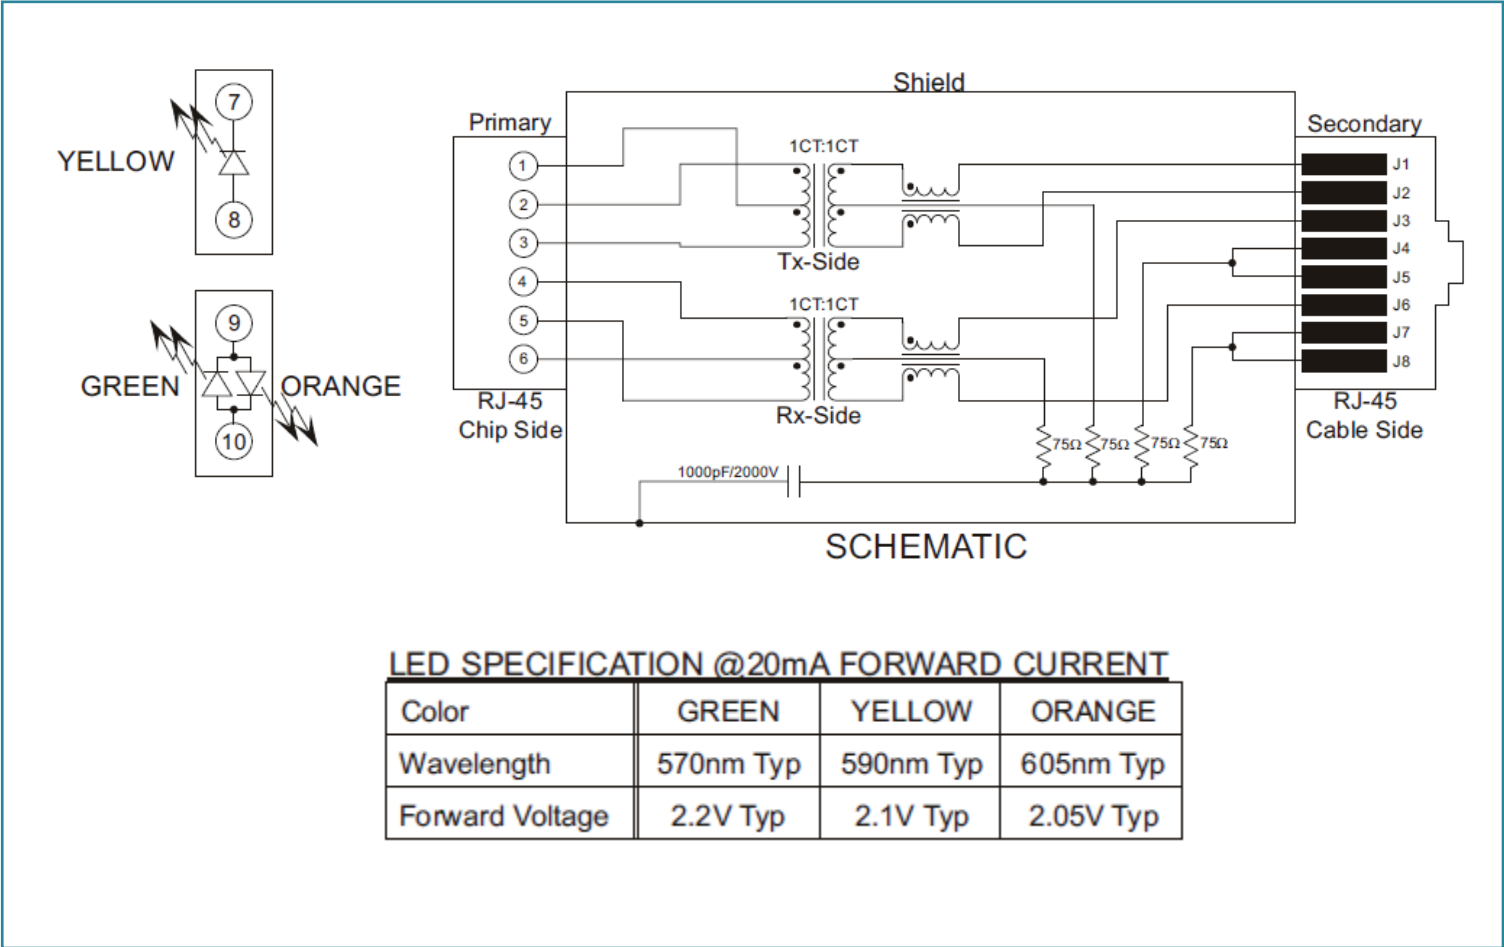 Shield
Primary
Secondary
7
YELLOW
8
1
2
3
4
5
6
1CT:1CT
Tx-Side
1CT:1CT
Rx-Side
J1
J2
J3
J4
J5
J6
J7
J8
9
GREEN ORANGE
10
RJ-45
Chip Side
RJ-45
Cable Side
75Ω 75Ω 75Ω 75Ω
1000pF/2000V
SCHEMATIC
LED SPECIFICATION @20mA FORWARD CURRENT
Color GREEN YELLOW ORANGE
Wavelength 570nm Typ 590nm Typ 605nm Typ
Forward Voltage 2.2V Typ 2.1V Typ 2.05V Typ